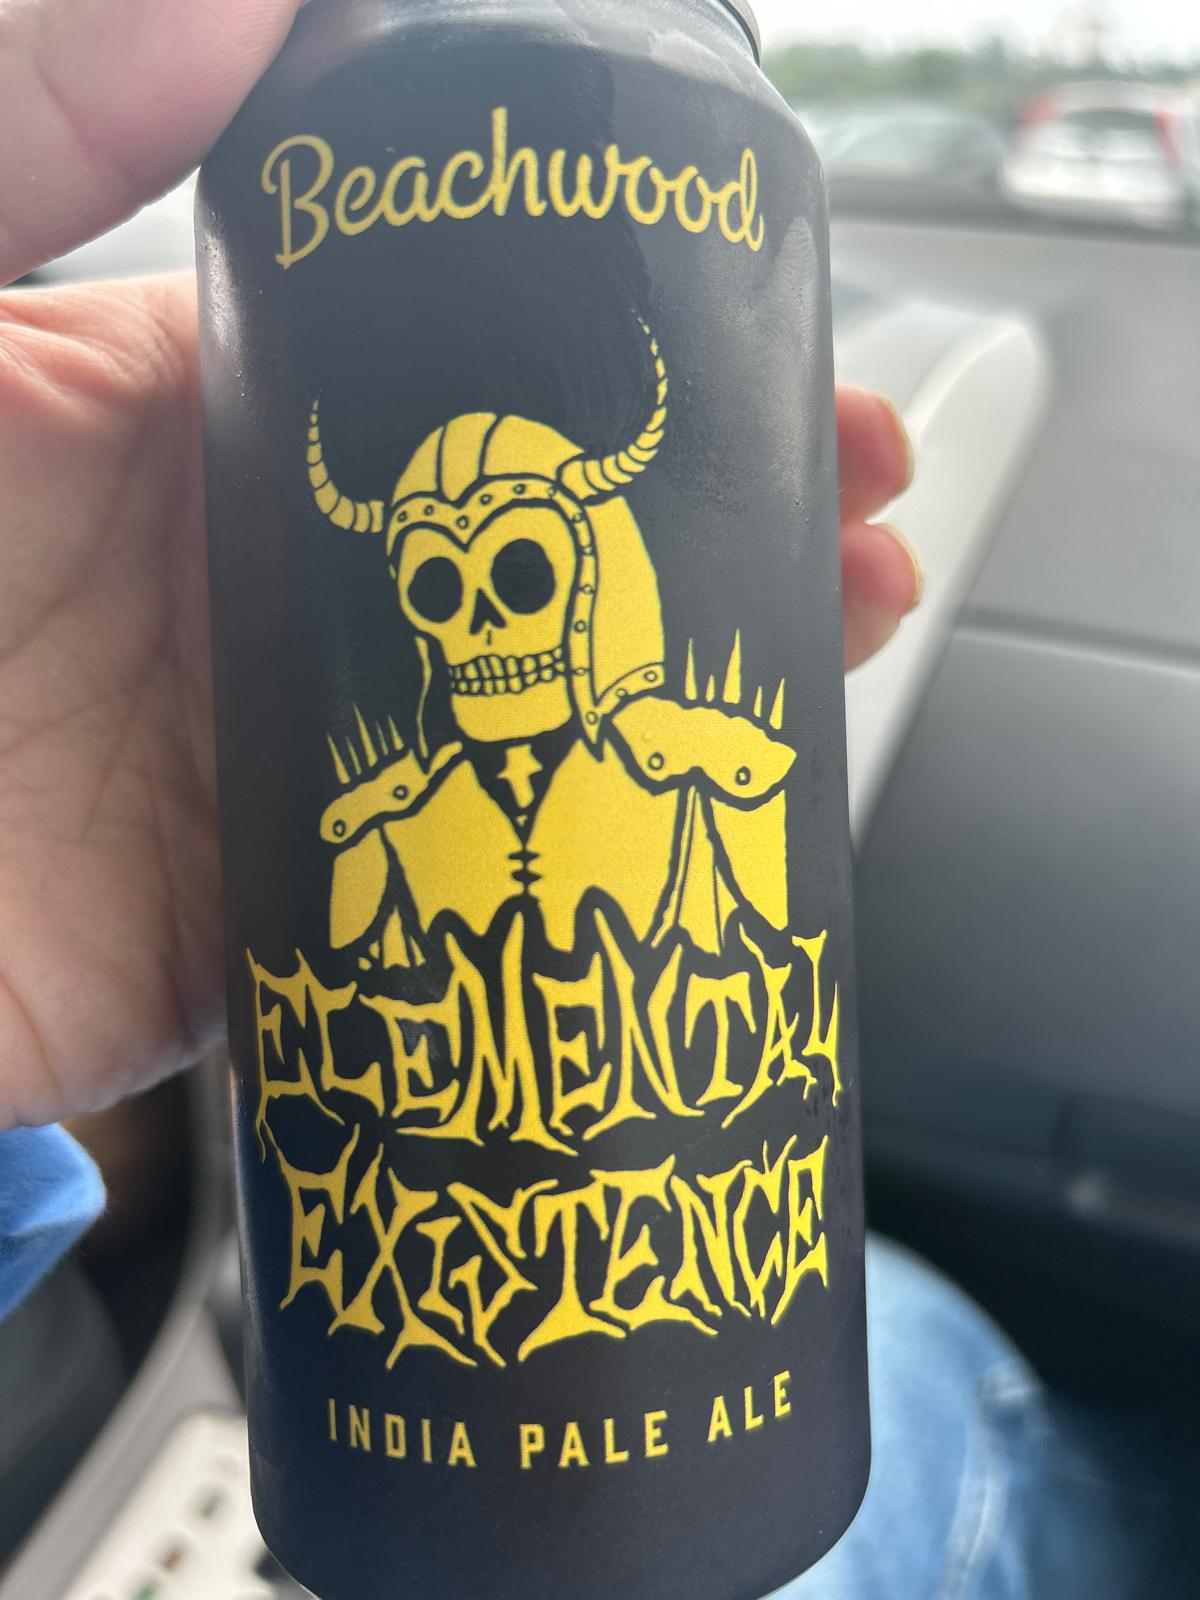 Beachwood
ELEMENTAL
EXISTENCE
INDIA PALE ALE